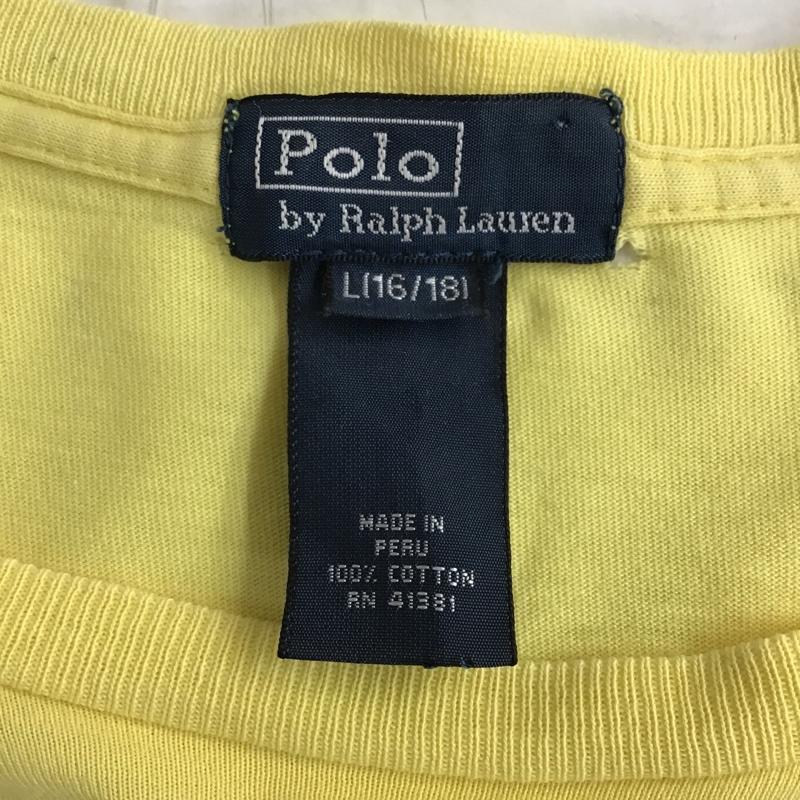 Polo
by Ralph Lauren
L(16/18)
MADE IN
PERU
100% COTTON
RN 41381